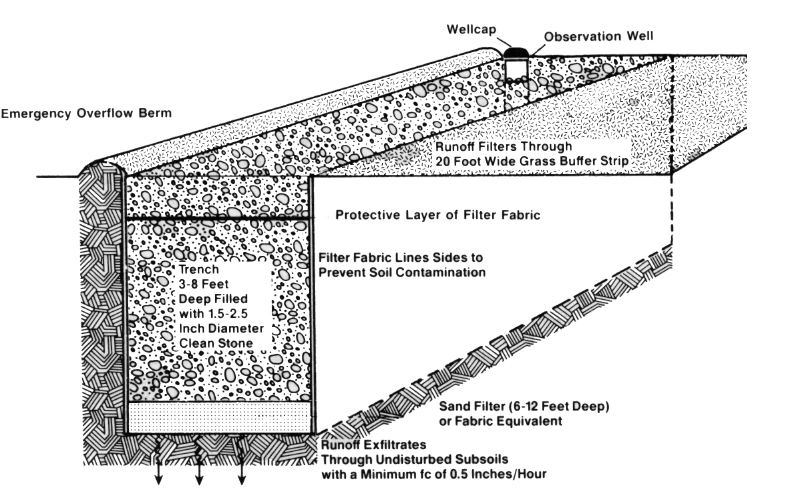 Wellcap
Observation Well
Emergency Overflow Berm
Runoff Filters Through
20 Foot Wide Grass Buffer Strip
Protective Layer of Filter Fabric
Filter Fabric Lines Sides to
Prevent Soil Contamination
Trench
3-8 Feet
Deep Filled
with 1.5-2.5
Inch Diameter
Clean Stone
Sand Filter (6-12 Feet Deep)
or Fabric Equivalent
Runoff Exfiltrates
Through Undisturbed Subsoils
with a Minimum fc of 0.5 Inches/Hour